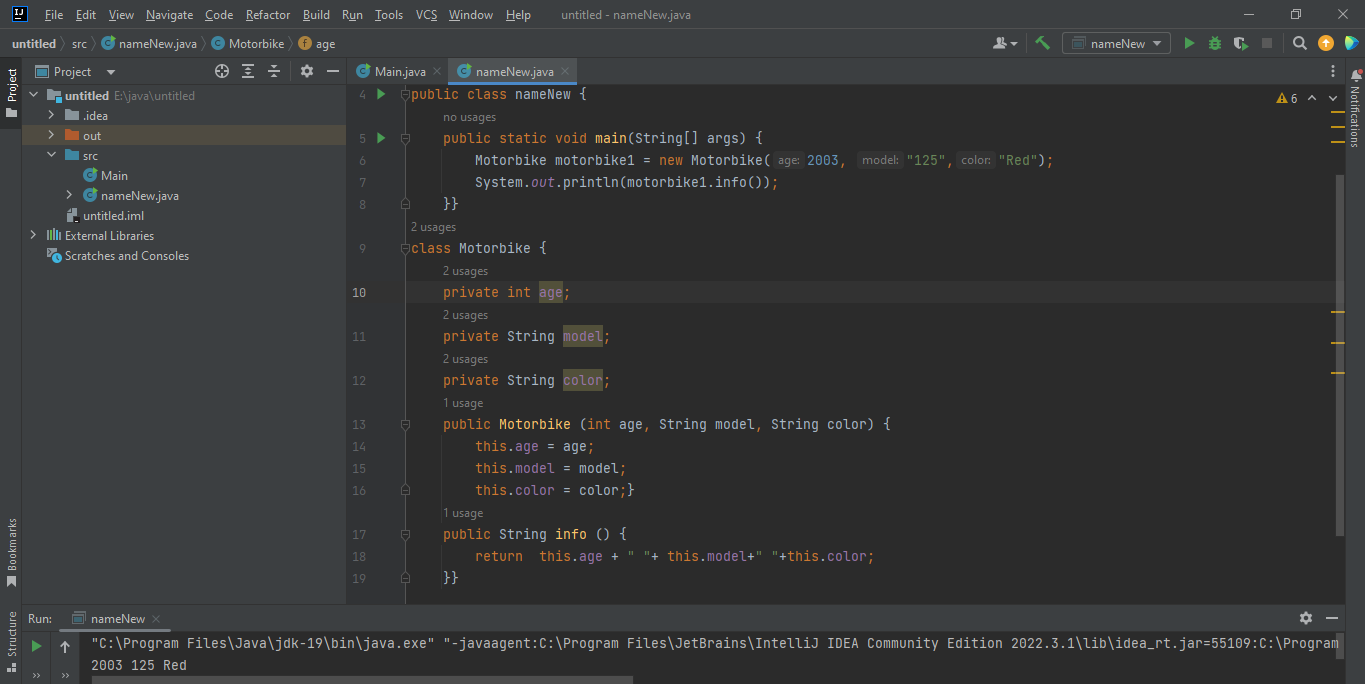 IJ File Edit View Navigate Code Refactor Build Run Tools VCS Window Help untitled - nameNew.java
untitled src nameNew.java Motorbike f age nameNew
Project
Project
Main.java nameNew.java
Notifications
untitled E:\java\untitled
.idea
out
src
Main
nameNew.java
untitled.iml
External Libraries
Scratches and Consoles
6
4 public class nameNew {
no usages
5 public static void main(String[] args) {
6 Motorbike motorbike1 = new Motorbike( age: 2003, model: "125", color: "Red");
7 System.out.println(motorbike1.info());
8 }}
2 usages
9 class Motorbike {
2 usages
10 private int age;
2 usages
11 private String model;
2 usages
12 private String color;
1 usage
13 public Motorbike (int age, String model, String color) {
14 this.age = age;
15 this.model = model;
16 this.color = color;}
1 usage
17 public String info () {
18 return  this.age + " "+ this.model+" "+this.color;
19 }}
Bookmarks
Structure
Run: nameNew
"C:\Program Files\Java\jdk-19\bin\java.exe" "-javaagent:C:\Program Files\JetBrains\IntelliJ IDEA Community Edition 2022.3.1\lib\idea_rt.jar=55109:C:\Program
2003 125 Red